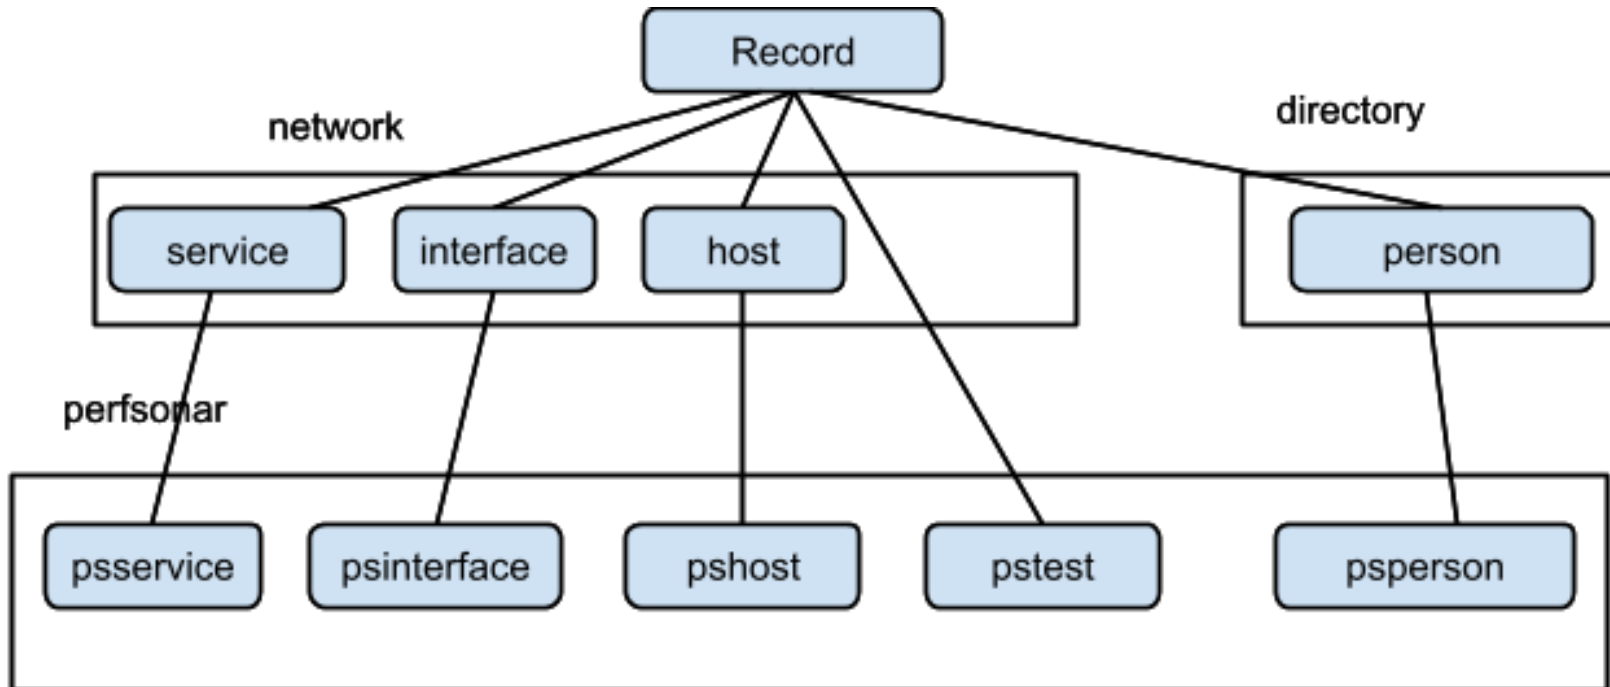 Record
network
directory
service
interface
host
person
perfsonar
psservice
psinterface
pshost
pstest
psperson